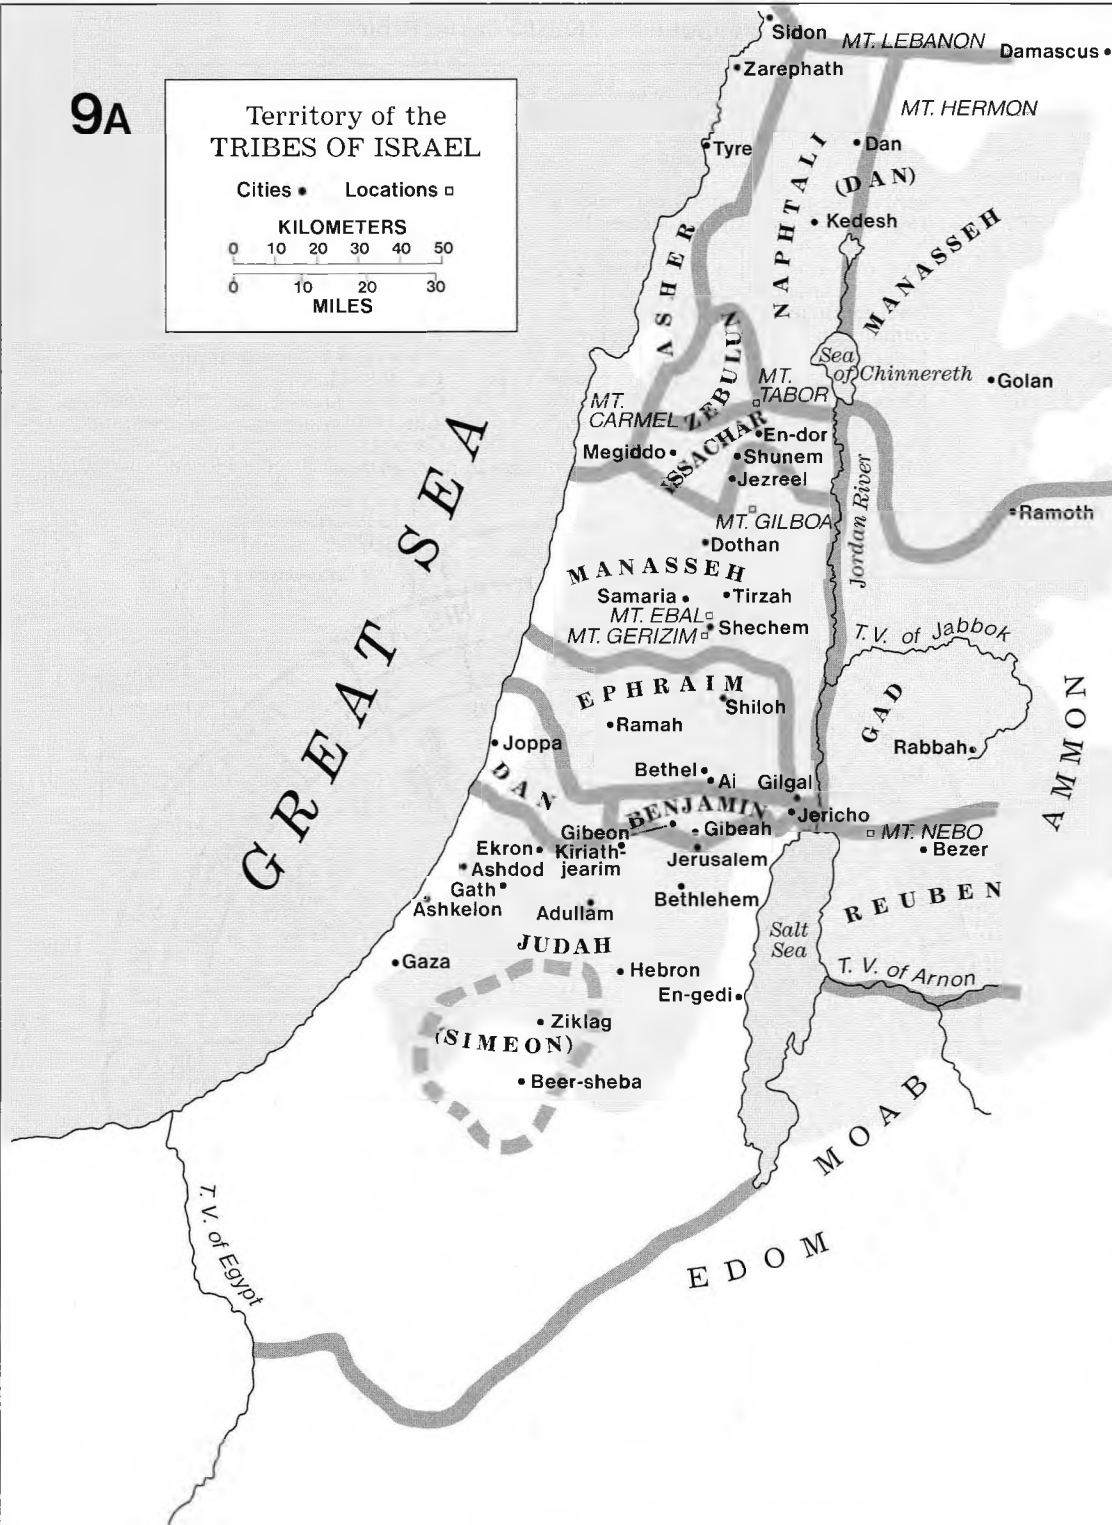 9A
Territory of the
TRIBES OF ISRAEL
Cities • Locations □
KILOMETERS
0 10 20 30 40 50
0 10 20 30
MILES
Sidon
MT. LEBANON
Damascus
Zarephath
MT. HERMON
Tyre
Dan
(DAN)
NAPHTALI
Kedesh
MANASSEH
ASHER
ZEBULUN
Sea
of Chinnereth
Golan
MT.
TABOR
MT.
CARMEL
ISSACHAR
En-dor
Megiddo
Shunem
Jezreel
Jordan River
MT. GILBOA
Ramoth
Dothan
MANASSEH
Samaria
Tirzah
MT. EBAL
MT. GERIZIM
Shechem
T.V. of Jabbok
GREAT SEA
EPHRAIM
Shiloh
Ramah
GAD
Rabbah
AMMON
Joppa
DAN
Bethel
Ai
Gilgal
BENJAMIN
Jericho
Gibeon
Gibeah
MT. NEBO
Bezer
Ekron
Kiriath-
jearim
Jerusalem
Ashdod
Gath
Ashkelon
Adullam
Bethlehem
REUBEN
JUDAH
Salt
Sea
Gaza
Hebron
En-gedi
T. V. of Arnon
Ziklag
(SIMEON)
Beer-sheba
MOAB
T. V. of Egypt
EDOM